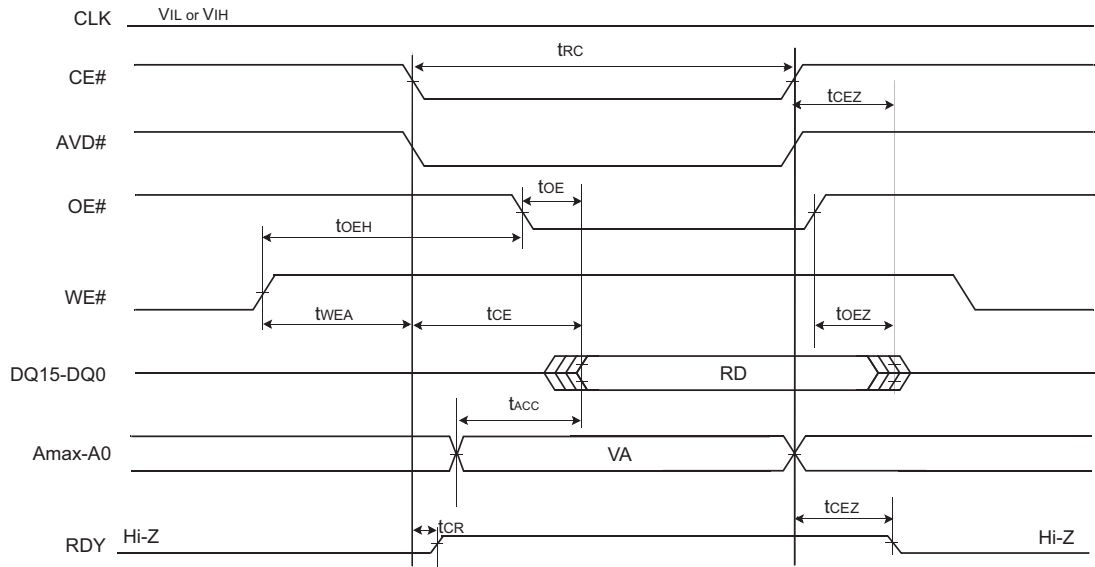 CLK VIL or VIH
tRC
CE#
tCEZ
AVD#
tOE
OE#
tOEH
WE#
tWEA tCE tOEZ
DQ15-DQ0 RD
tACC
Amax-A0 VA
tCEZ
tCR
RDY Hi-Z Hi-Z